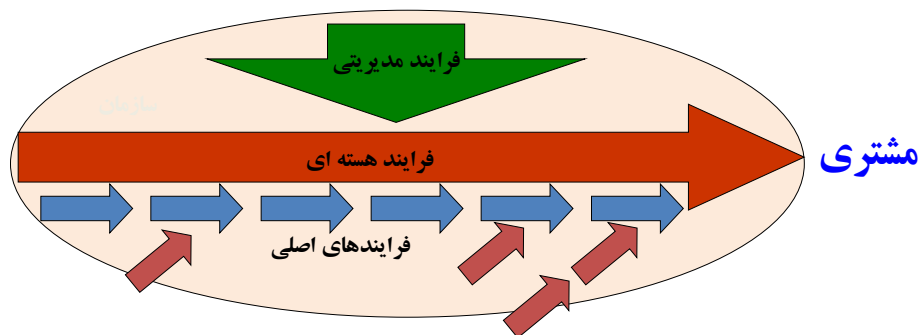 فرایند مدیریتی
سازمان
فرایند هسته ای
مشتری
فرایندهای اصلی